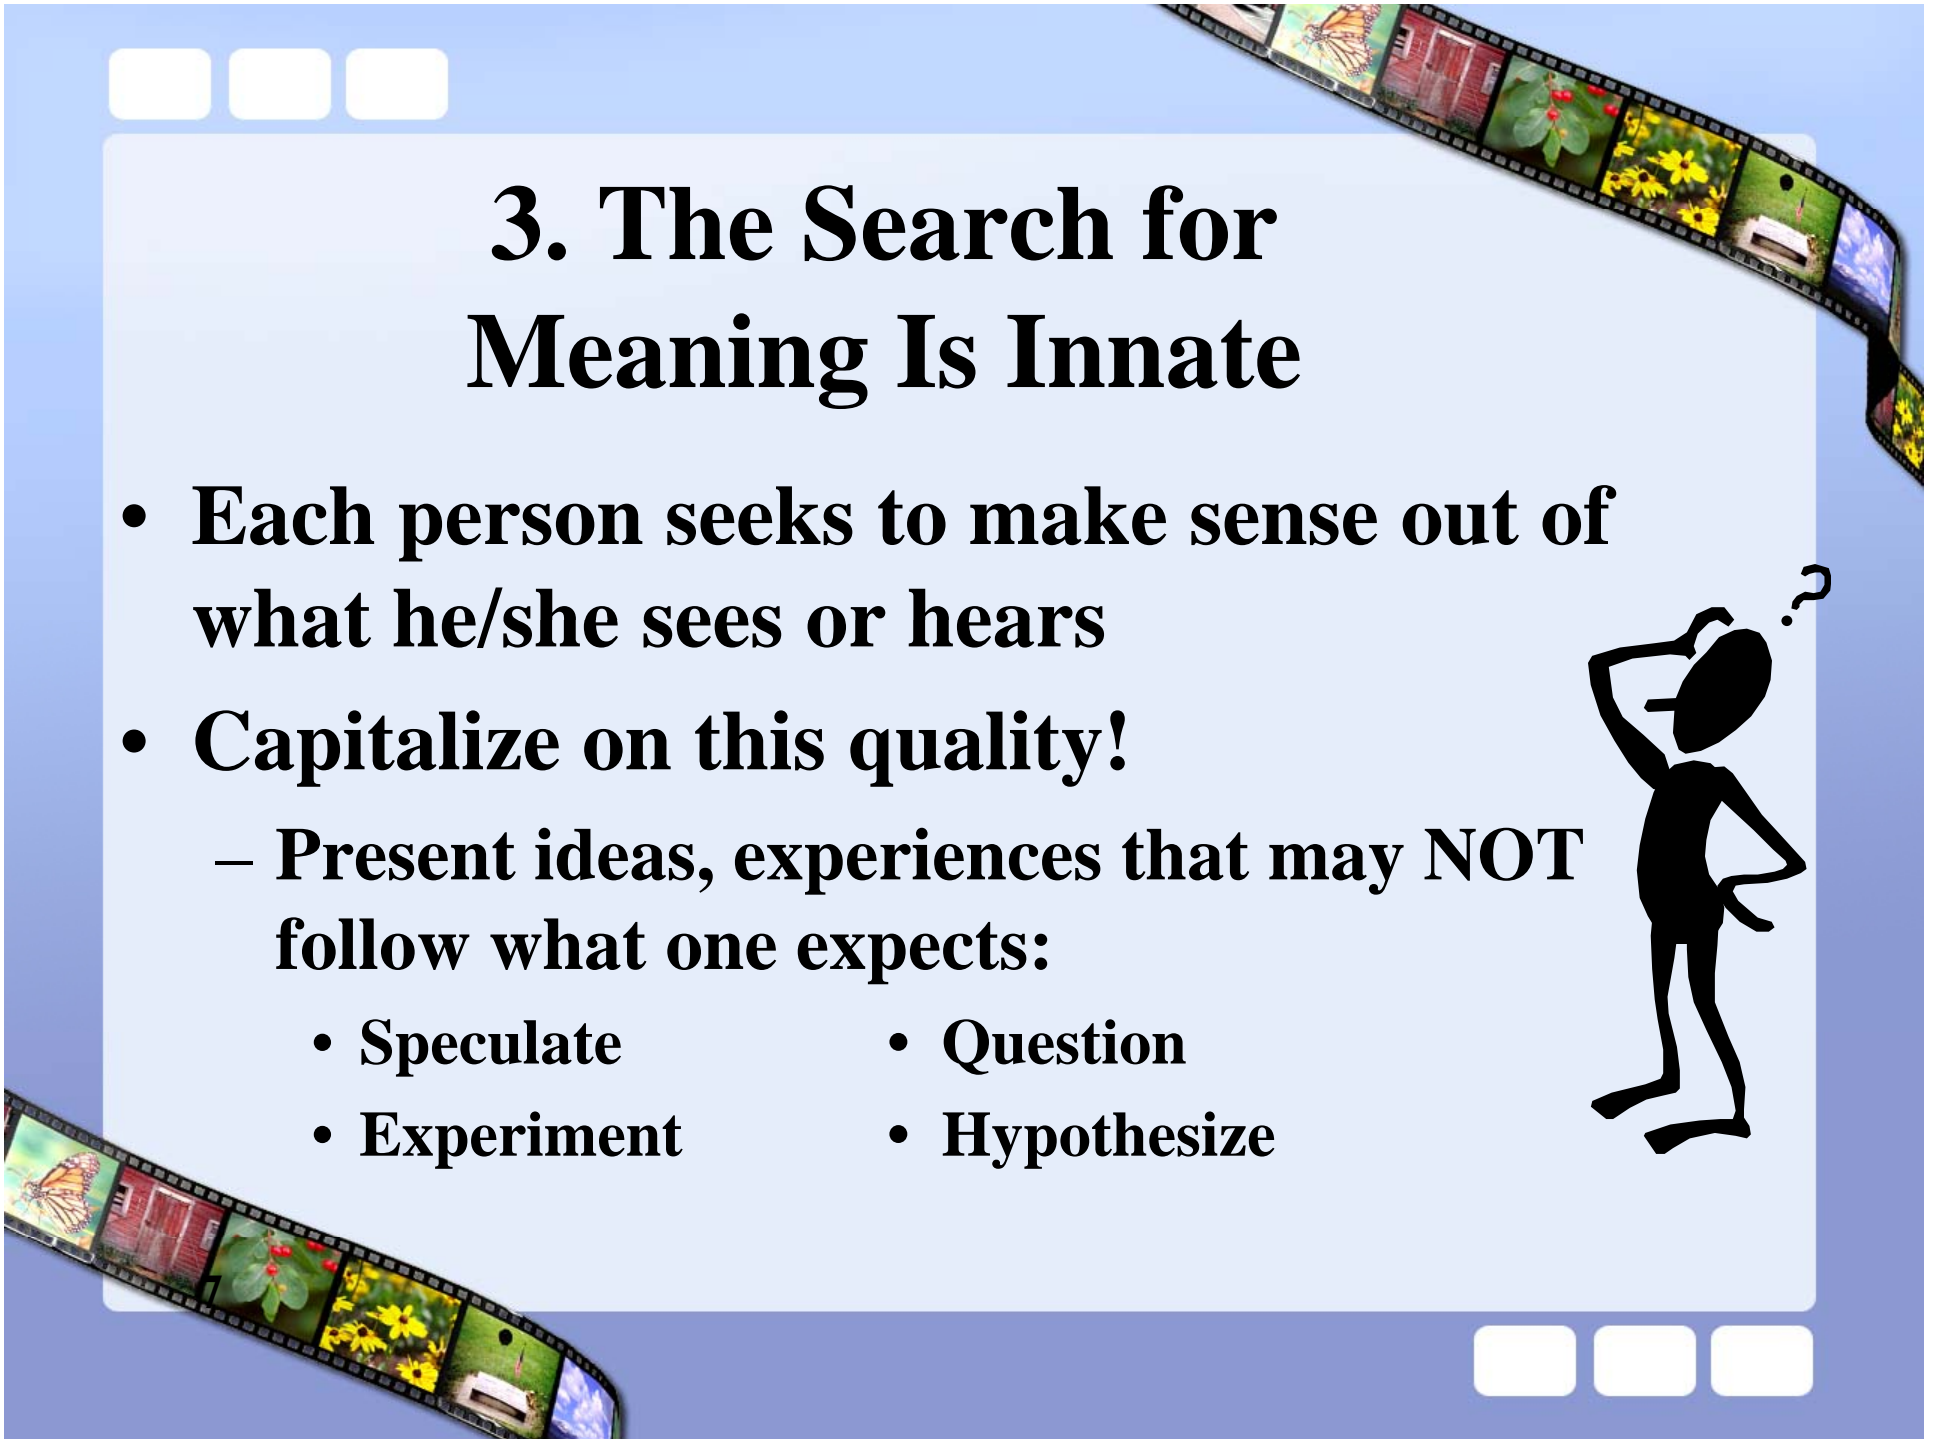 3. The Search for
Meaning Is Innate
• Each person seeks to make sense out of
what he/she sees or hears
• Capitalize on this quality!
– Present ideas, experiences that may NOT
follow what one expects:
• Speculate
• Experiment
• Question
• Hypothesize
?